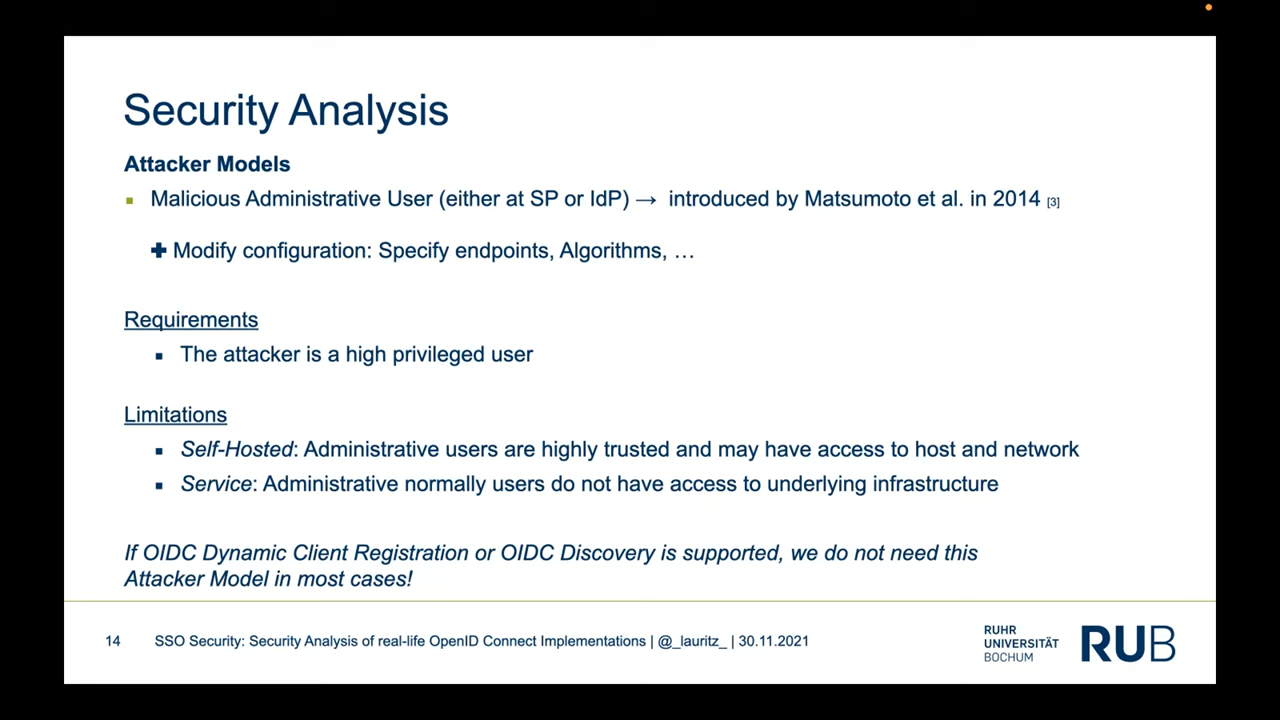 Security Analysis
Attacker Models
▪ Malicious Administrative User (either at SP or IdP) → introduced by Matsumoto et al. in 2014 [3]
✚ Modify configuration: Specify endpoints, Algorithms, …
Requirements
▪ The attacker is a high privileged user
Limitations
▪ Self-Hosted: Administrative users are highly trusted and may have access to host and network
▪ Service: Administrative normally users do not have access to underlying infrastructure
If OIDC Dynamic Client Registration or OIDC Discovery is supported, we do not need this
Attacker Model in most cases!
14 SSO Security: Security Analysis of real-life OpenID Connect Implementations | @_lauritz_ | 30.11.2021
RUHR
UNIVERSITÄT
BOCHUM
RUB